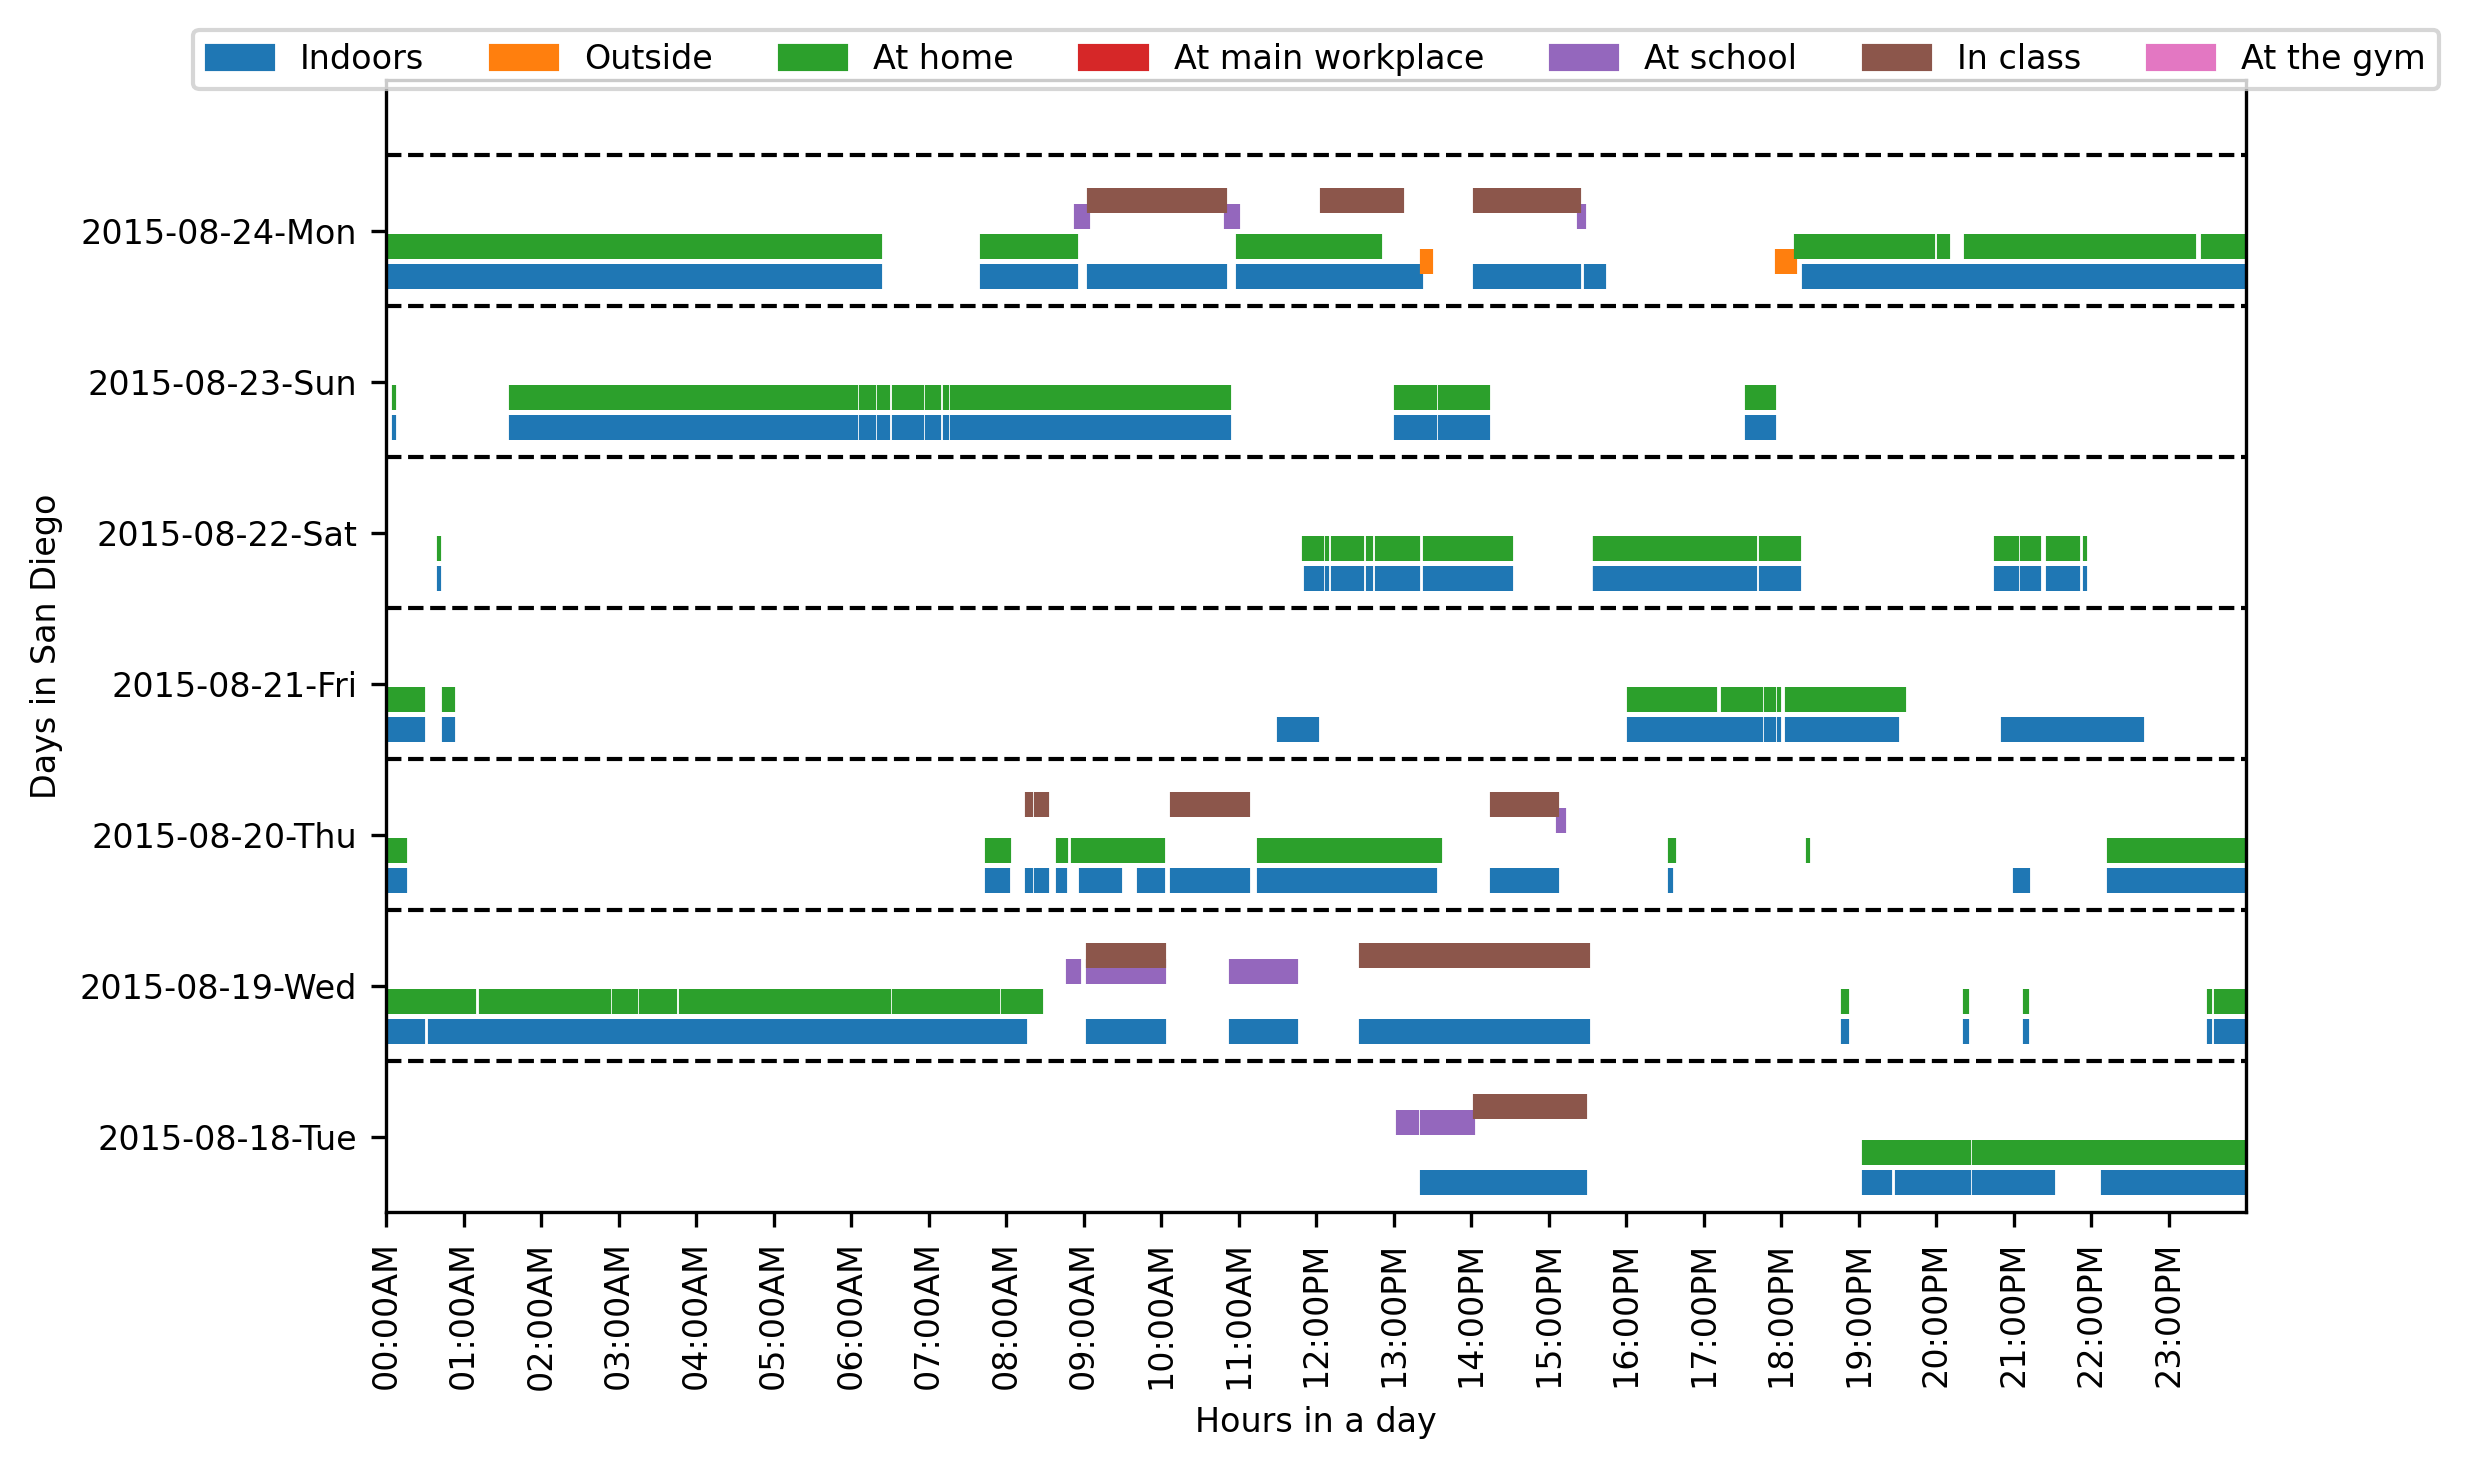 Indoors Outside At home At main workplace At school In class At the gym
2015-08-24-Mon
2015-08-23-Sun
2015-08-22-Sat
2015-08-21-Fri
2015-08-20-Thu
2015-08-19-Wed
2015-08-18-Tue
Days in San Diego
00:00AM
01:00AM
02:00AM
03:00AM
04:00AM
05:00AM
06:00AM
07:00AM
08:00AM
09:00AM
10:00AM
11:00AM
12:00PM
13:00PM
14:00PM
15:00PM
16:00PM
17:00PM
18:00PM
19:00PM
20:00PM
21:00PM
22:00PM
23:00PM
Hours in a day